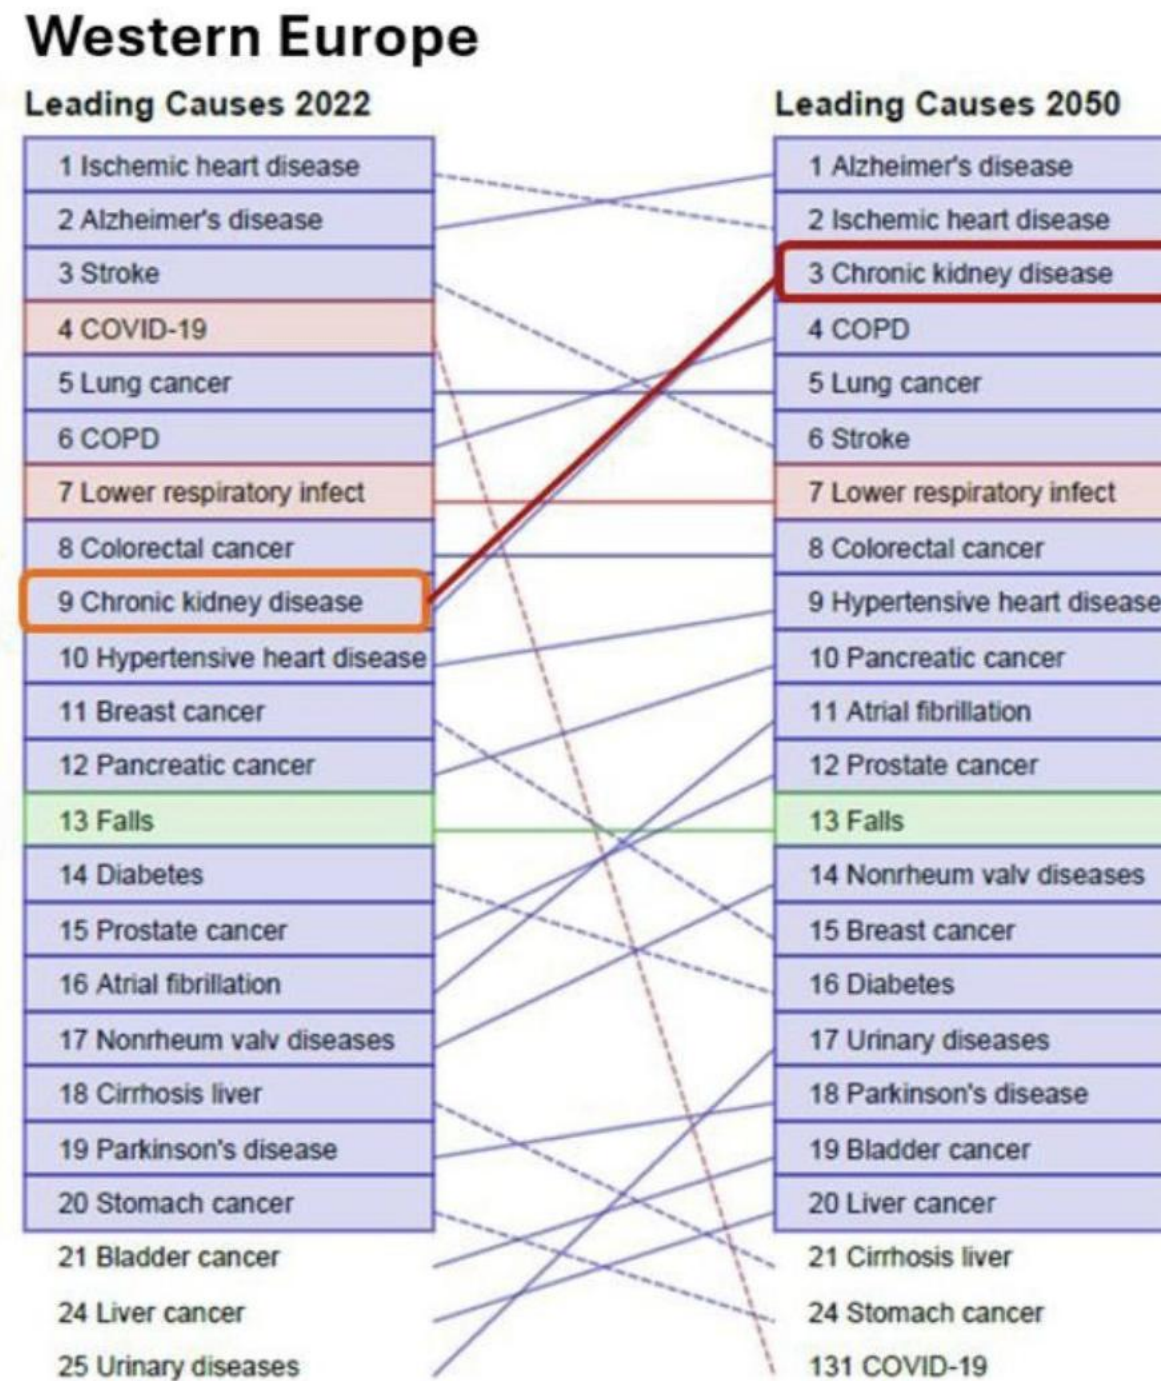 Western Europe
Leading Causes 2022
1 Ischemic heart disease
2 Alzheimer's disease
3 Stroke
4 COVID-19
5 Lung cancer
6 COPD
7 Lower respiratory infect
8 Colorectal cancer
9 Chronic kidney disease
10 Hypertensive heart disease
11 Breast cancer
12 Pancreatic cancer
13 Falls
14 Diabetes
15 Prostate cancer
16 Atrial fibrillation
17 Nonrheum valv diseases
18 Cirrhosis liver
19 Parkinson's disease
20 Stomach cancer
21 Bladder cancer
24 Liver cancer
25 Urinary diseases
Leading Causes 2050
1 Alzheimer's disease
2 Ischemic heart disease
3 Chronic kidney disease
4 COPD
5 Lung cancer
6 Stroke
7 Lower respiratory infect
8 Colorectal cancer
9 Hypertensive heart disease
10 Pancreatic cancer
11 Atrial fibrillation
12 Prostate cancer
13 Falls
14 Nonrheum valv diseases
15 Breast cancer
16 Diabetes
17 Urinary diseases
18 Parkinson's disease
19 Bladder cancer
20 Liver cancer
21 Cirrhosis liver
24 Stomach cancer
131 COVID-19